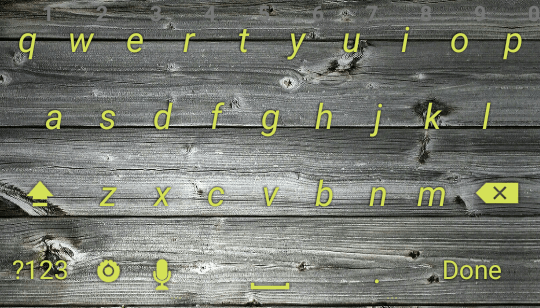 1 2 3 4 5 6 7 8 9 0
q w e r t y u i o p
a s d f g h j k l
z x c v b n m
?123 . Done